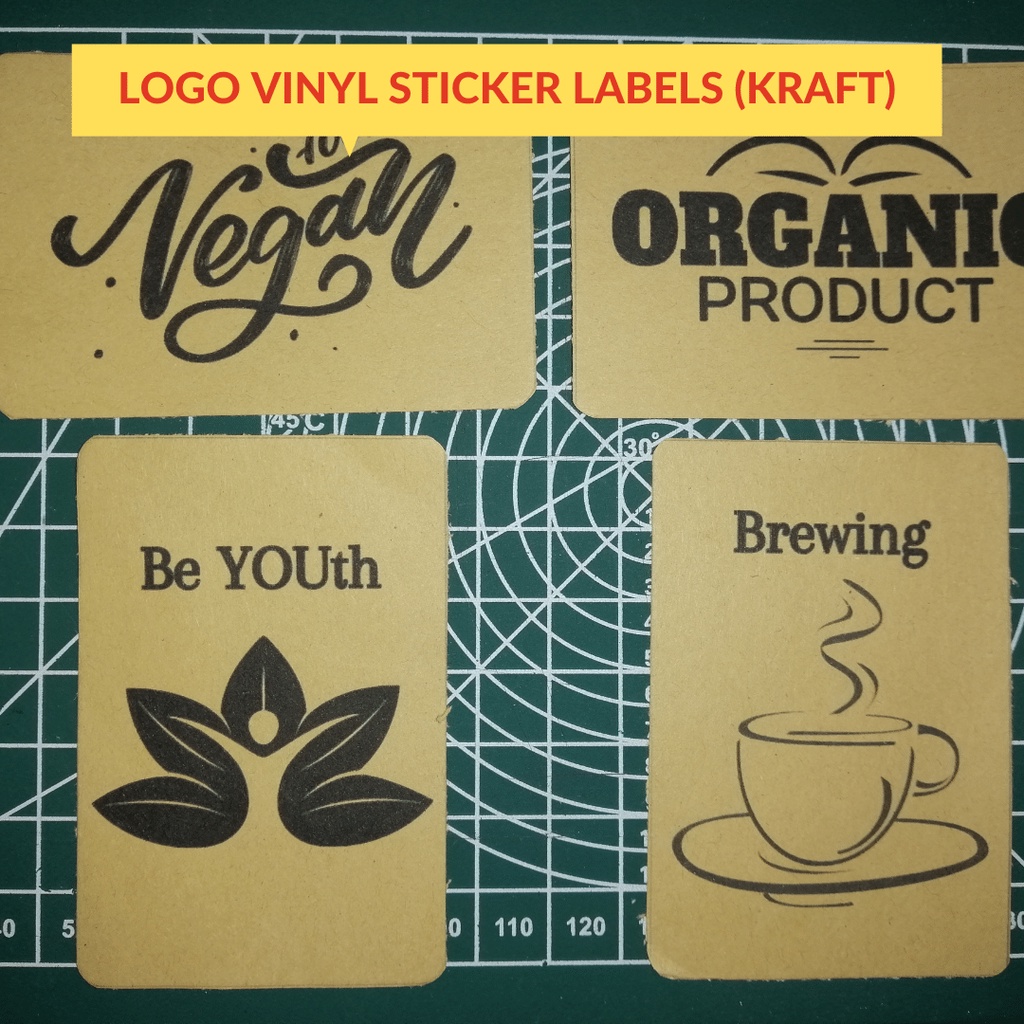 LOGO VINYL STICKER LABELS (KRAFT)
Vegan
ORGANIC
PRODUCT
45°C
30°
Be YOUth
Brewing
110
120